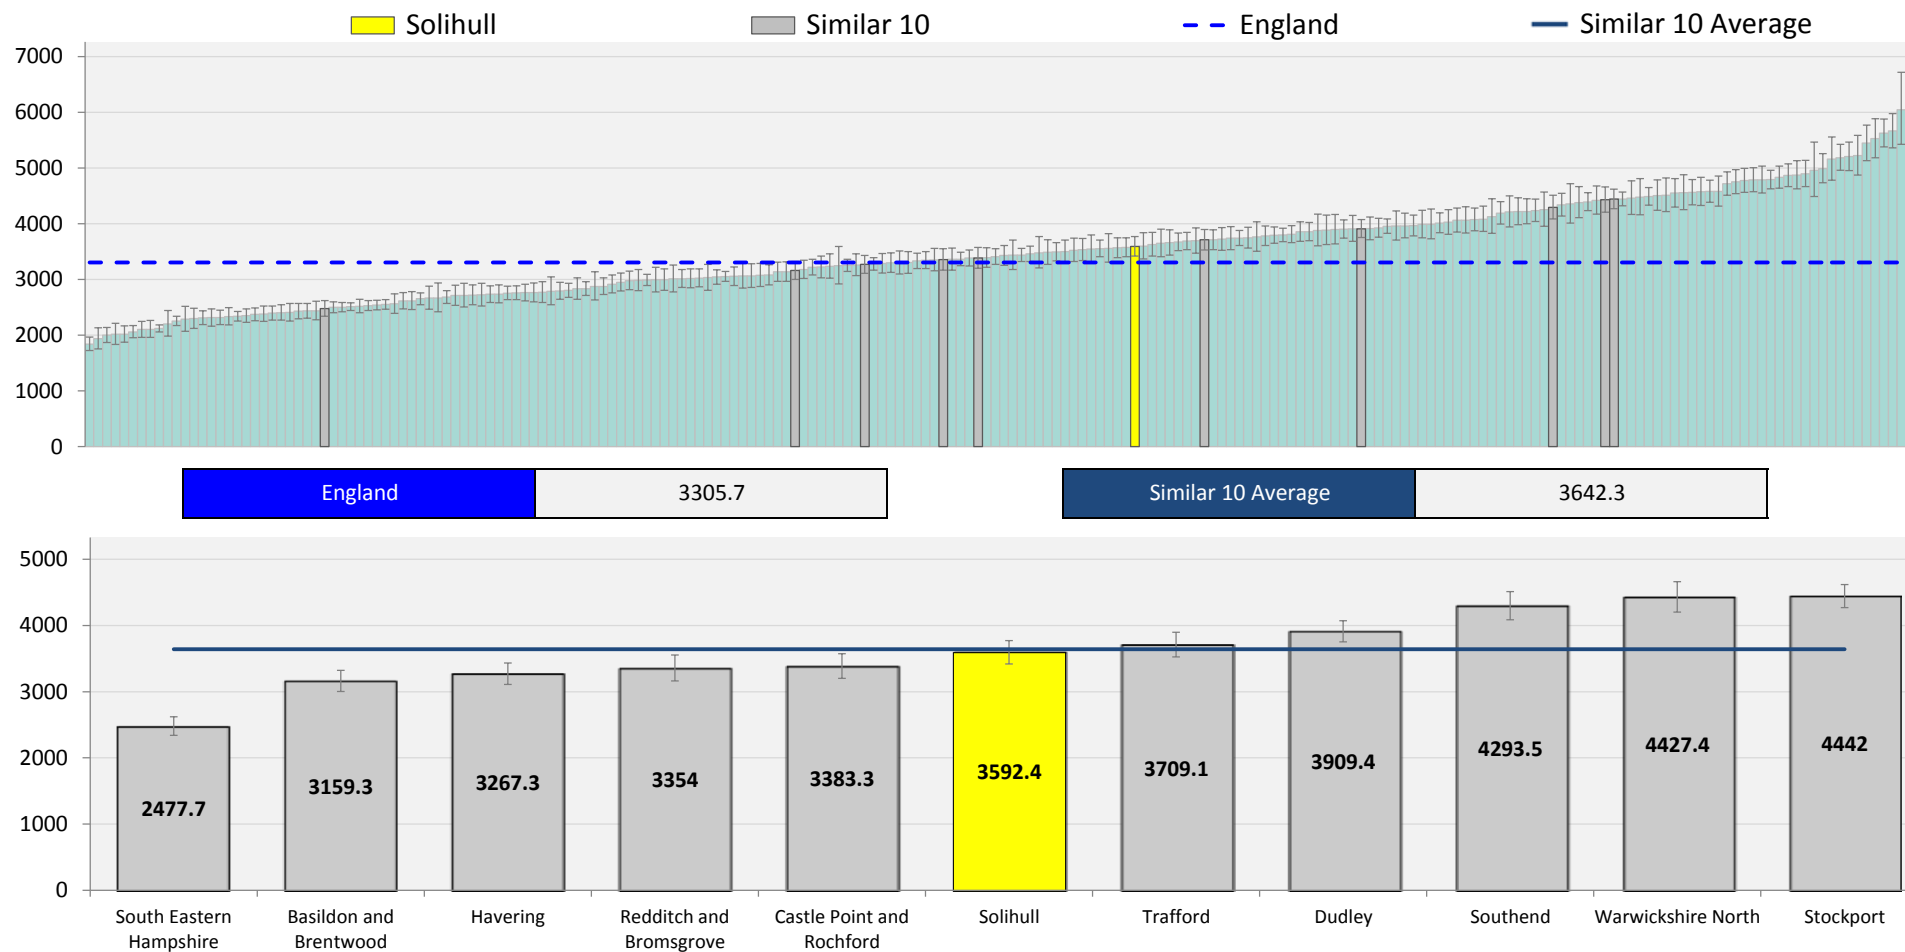 Solihull
Similar 10
England
Similar 10 Average
7000
6000
5000
4000
3000
2000
1000
0
England
3305.7
Similar 10 Average
3642.3
5000
4000
3000
2000
1000
0
2477.7
3159.3
3267.3
3354
3383.3
3592.4
3709.1
3909.4
4293.5
4427.4
4442
South Eastern
Hampshire
Basildon and
Brentwood
Havering
Redditch and
Bromsgrove
Castle Point and
Rochford
Solihull
Trafford
Dudley
Southend
Warwickshire North
Stockport